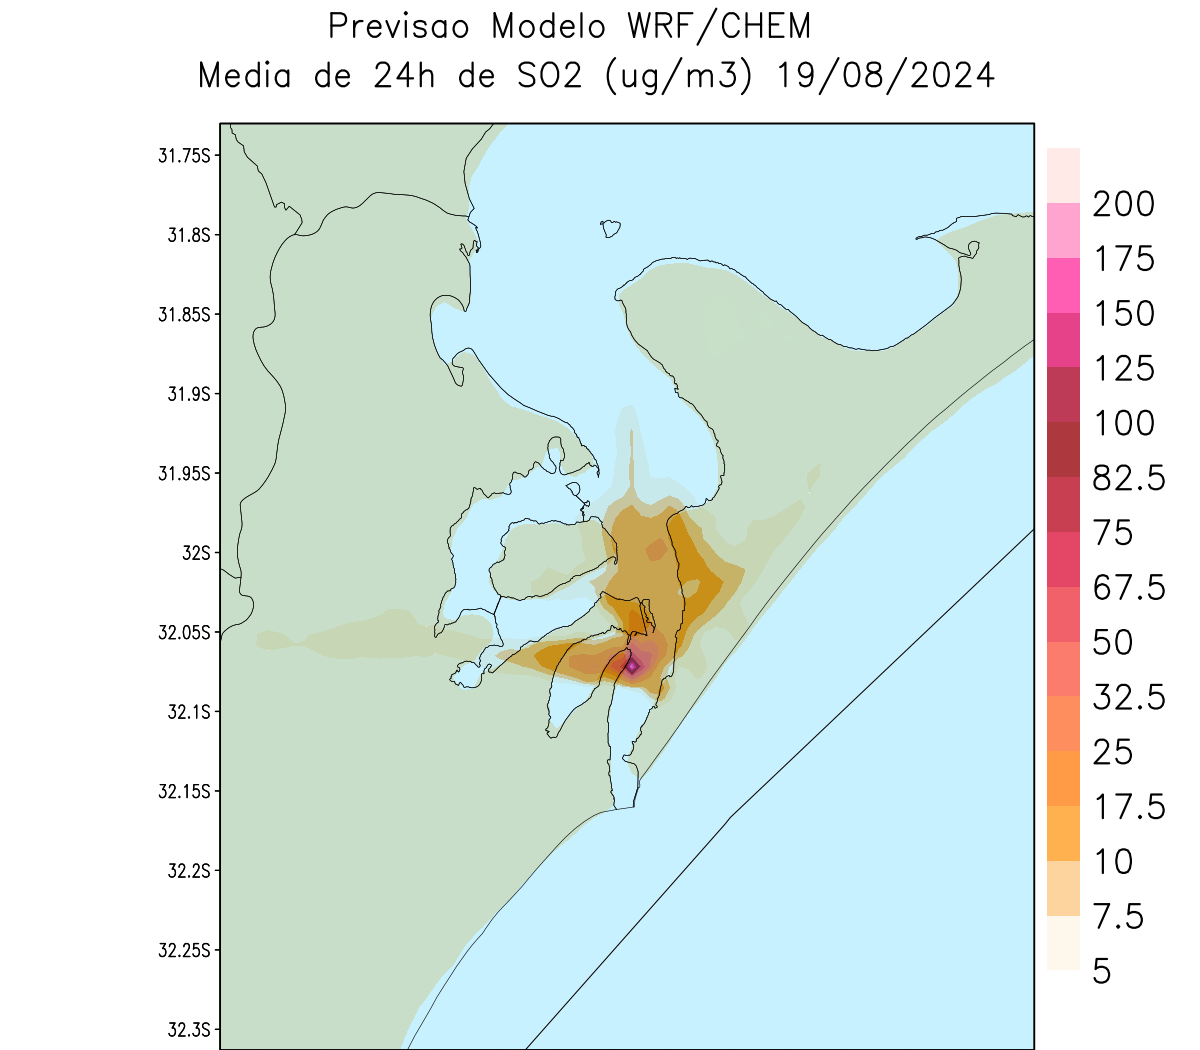 Previsao Modelo WRF/CHEM
Media de 24h de SO2 (ug/m3) 19/08/2024
31.75S
31.8S
31.85S
31.9S
31.95S
32S
32.05S
32.1S
32.15S
32.2S
32.25S
32.3S
200
175
150
125
100
82.5
75
67.5
50
32.5
25
17.5
10
7.5
5